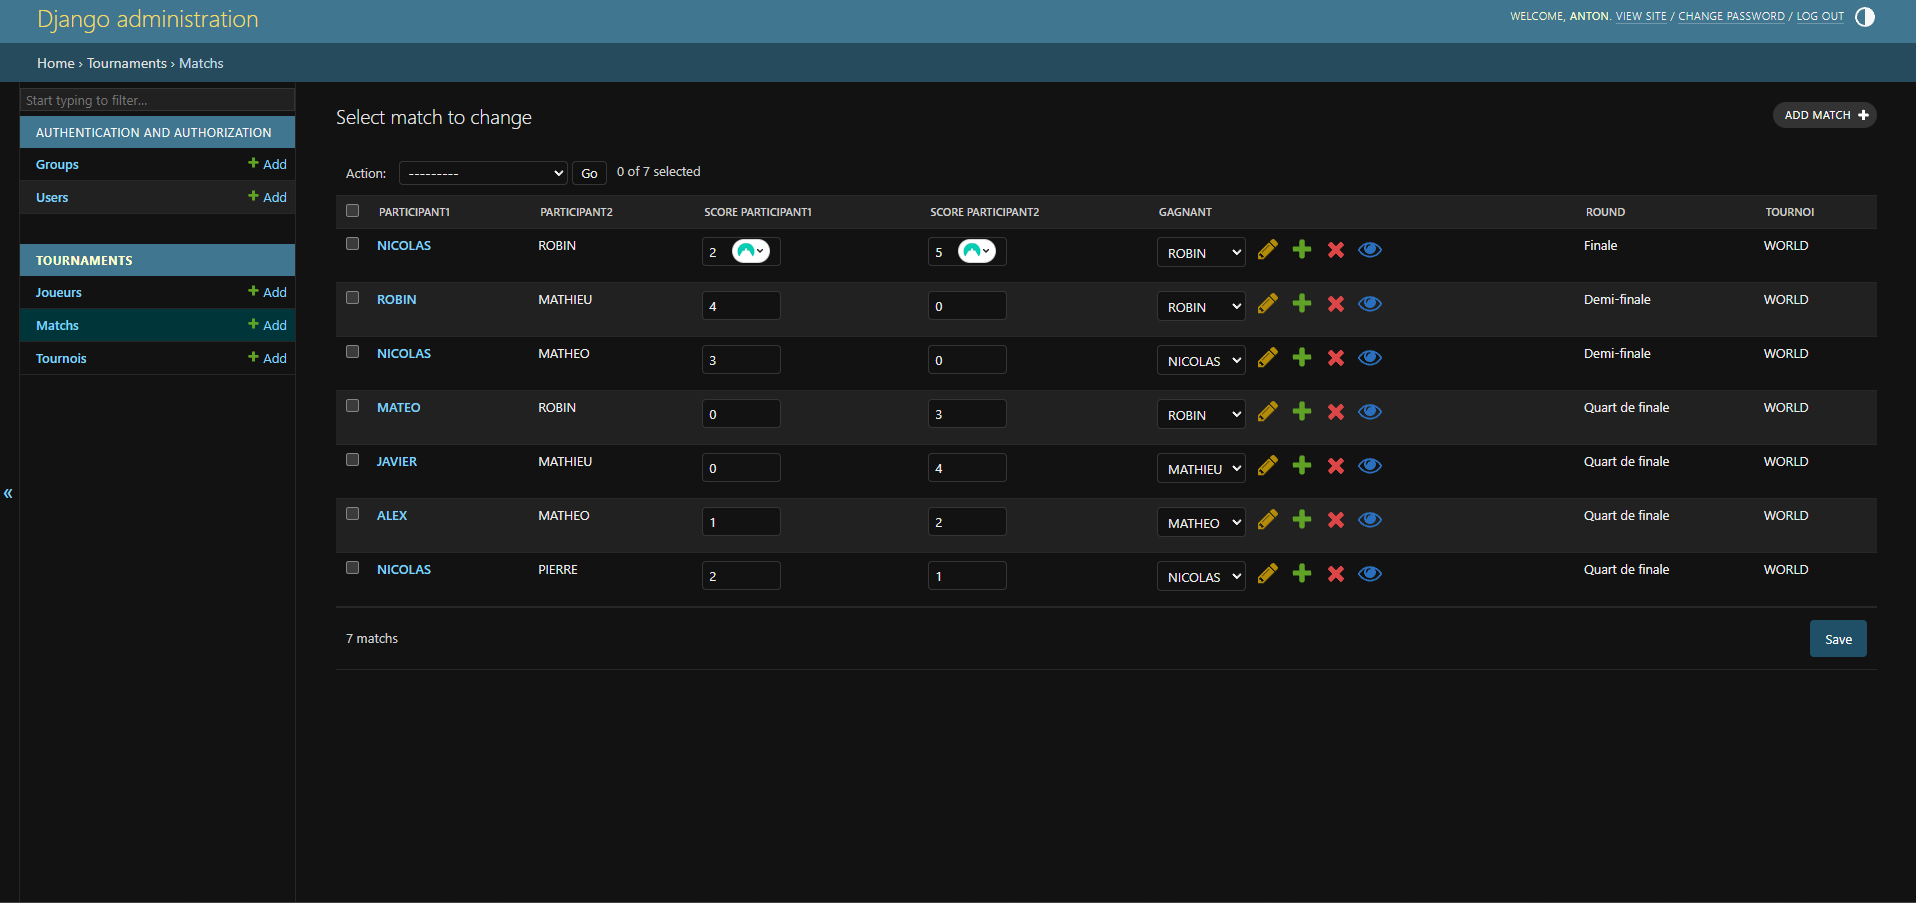 Django administration
WELCOME, ANTON. VIEW SITE / CHANGE PASSWORD / LOG OUT
Home › Tournaments › Matchs
Start typing to filter...
AUTHENTICATION AND AUTHORIZATION
Groups + Add
Users + Add
TOURNAMENTS
Joueurs + Add
Matchs + Add
Tournois + Add
«
Select match to change
ADD MATCH +
Action: --------- Go 0 of 7 selected
PARTICIPANT1 PARTICIPANT2 SCORE PARTICIPANT1 SCORE PARTICIPANT2 GAGNANT ROUND TOURNOI
NICOLAS ROBIN 2 5 ROBIN Finale WORLD
ROBIN MATHIEU 4 0 ROBIN Demi-finale WORLD
NICOLAS MATHEO 3 0 NICOLAS Demi-finale WORLD
MATEO ROBIN 0 3 ROBIN Quart de finale WORLD
JAVIER MATHIEU 0 4 MATHIEU Quart de finale WORLD
ALEX MATHEO 1 2 MATHEO Quart de finale WORLD
NICOLAS PIERRE 2 1 NICOLAS Quart de finale WORLD
7 matchs
Save